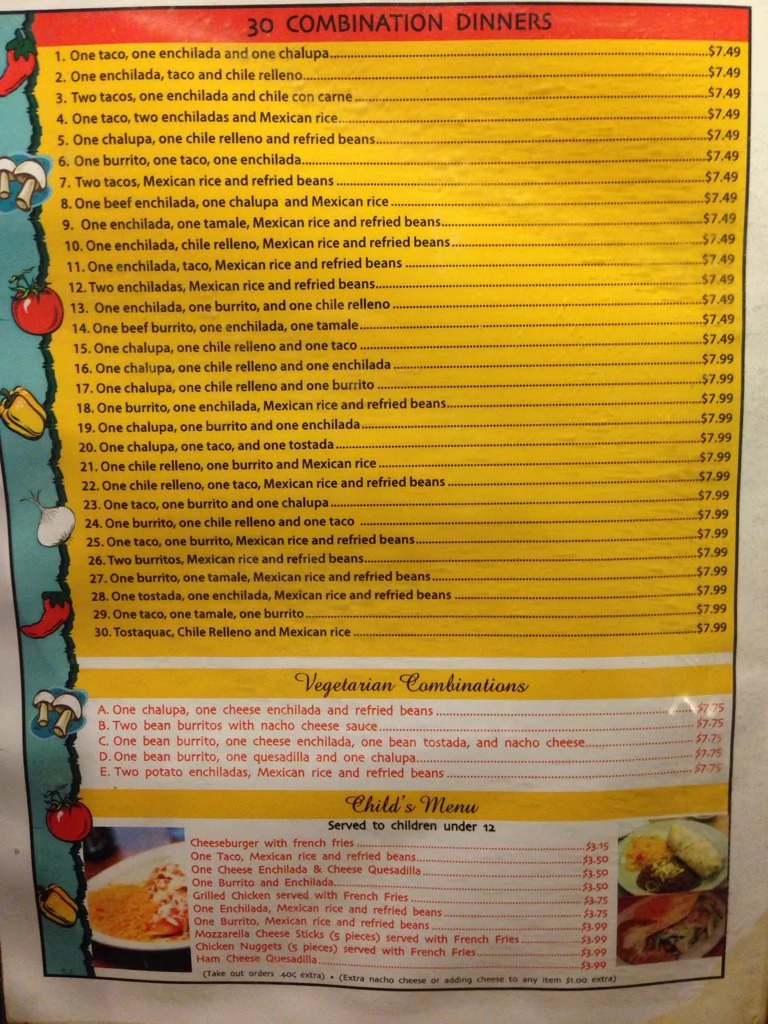 30 COMBINATION DINNERS
1. One taco, one enchilada and one chalupa $7.49
2. One enchilada, taco and chile relleno $7.49
3. Two tacos, one enchilada and chile con carne $7.49
4. One taco, two enchiladas and Mexican rice $7.49
5. One chalupa, one chile relleno and refried beans $7.49
6. One burrito, one taco, one enchilada $7.49
7. Two tacos, Mexican rice and refried beans $7.49
8. One beef enchilada, one chalupa and Mexican rice $7.49
9. One enchilada, one tamale, Mexican rice and refried beans $7.49
10. One enchilada, chile relleno, Mexican rice and refried beans $7.49
11. One enchilada, taco, Mexican rice and refried beans $7.49
12. Two enchiladas, Mexican rice and refried beans $7.49
13. One enchilada, one burrito, and one chile relleno $7.49
14. One beef burrito, one enchilada, one tamale $7.49
15. One chalupa, one chile relleno and one taco $7.49
16. One chalupa, one chile relleno and one enchilada $7.99
17. One chalupa, one chile relleno and one burrito $7.99
18. One burrito, one enchilada, Mexican rice and refried beans $7.99
19. One chalupa, one burrito and one enchilada $7.99
20. One chalupa, one taco, and one tostada $7.99
21. One chile relleno, one burrito and Mexican rice $7.99
22. One chile relleno, one taco, Mexican rice and refried beans $7.99
23. One taco, one burrito and one chalupa $7.99
24. One burrito, one chile relleno and one taco $7.99
25. One taco, one burrito, Mexican rice and refried beans $7.99
26. Two burritos, Mexican rice and refried beans $7.99
27. One burrito, one tamale, Mexican rice and refried beans $7.99
28. One tostada, one enchilada, Mexican rice and refried beans $7.99
29. One taco, one tamale, one burrito $7.99
30. Tostaquac, Chile Relleno and Mexican rice $7.99
Vegetarian Combinations
A. One chalupa, one cheese enchilada and refried beans $7.75
B. Two bean burritos with nacho cheese sauce $7.75
C. One bean burrito, one cheese enchilada, one bean tostada, and nacho cheese $7.75
D. One bean burrito, one quesadilla and one chalupa $7.75
E. Two potato enchiladas, Mexican rice and refried beans $7.75
Child's Menu
Served to children under 12
Cheeseburger with french fries $3.15
One Taco, Mexican rice and refried beans $3.50
One Cheese Enchilada & Cheese Quesadilla $3.50
One Burrito and Enchilada $3.50
Grilled Chicken served with French Fries $3.75
One Enchilada, Mexican rice and refried beans $3.75
One Burrito, Mexican rice and refried beans $3.99
Mozzarella Cheese Sticks (5 pieces) served with French Fries $3.99
Chicken Nuggets (5 pieces) served with French Fries $3.99
Ham Cheese Quesadilla $3.99
(Take out orders .40¢ extra) • (Extra nacho cheese or adding cheese to any item $1.00 extra)